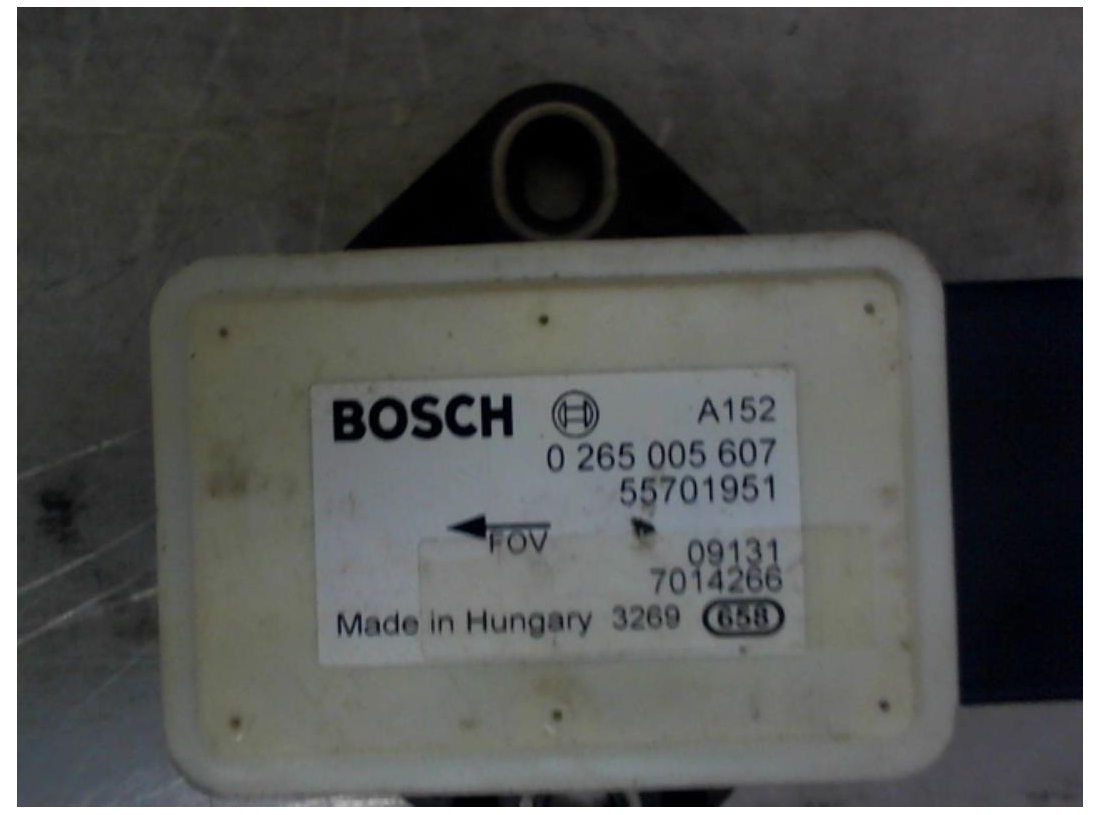 BOSCH A152
0 265 005 607
55701951
FOV
09131
7014266
Made in Hungary 3269 658